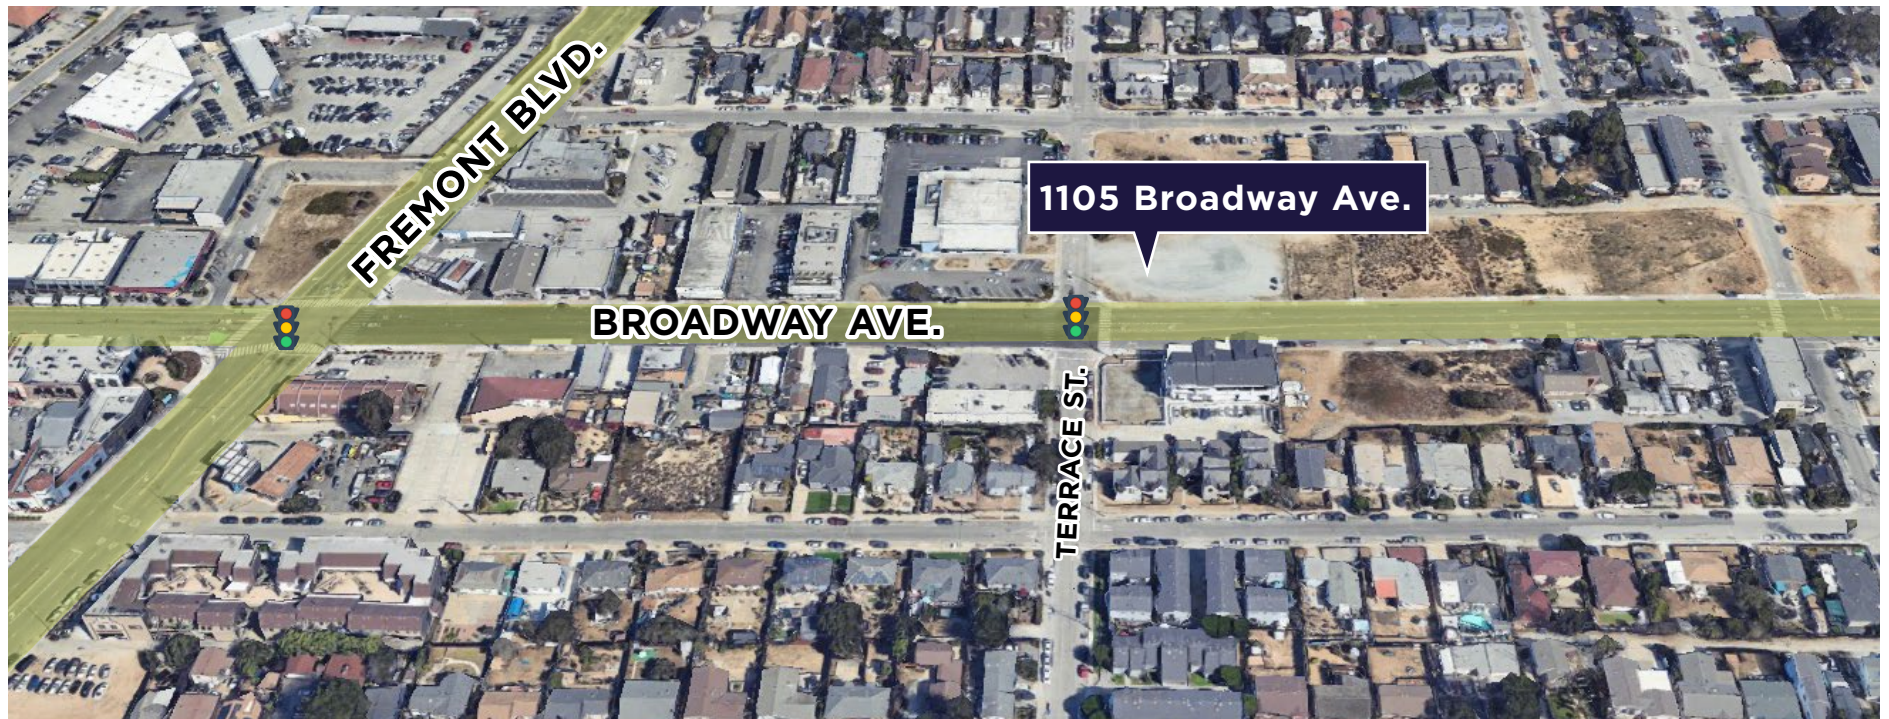 FREMONT BLVD.
1105 Broadway Ave.
BROADWAY AVE.
TERRACE ST.